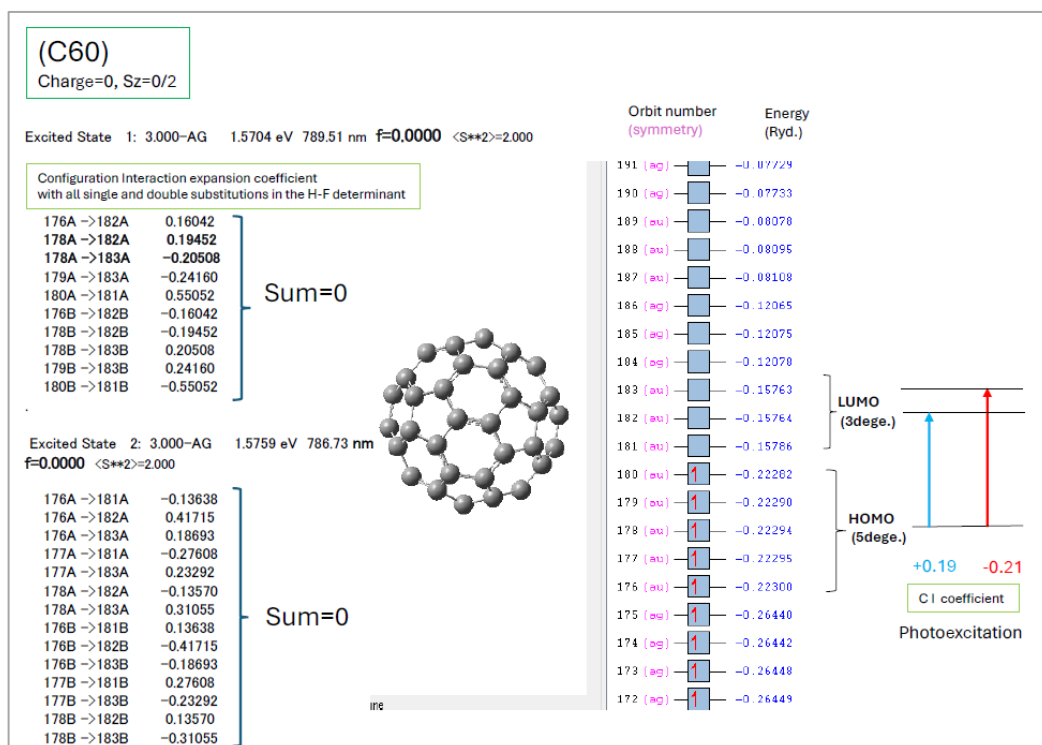 (C60)
Charge=0, Sz=0/2
Excited State 1: 3.000-AG 1.5704 eV 789.51 nm f=0.0000 <S**2>=2.000
Configuration Interaction expansion coefficient
with all single and double substitutions in the H-F determinant
176A ->182A 0.16042
178A ->182A 0.19452
178A ->183A -0.20508
179A ->183A -0.24160
180A ->181A 0.55052
176B ->182B -0.16042
178B ->182B -0.19452
178B ->183B 0.20508
179B ->183B 0.24160
180B ->181B -0.55052
Sum=0
.
Excited State 2: 3.000-AG 1.5759 eV 786.73 nm
f=0.0000 <S**2>=2.000
176A ->181A -0.13638
176A ->182A 0.41715
176A ->183A 0.18693
177A ->181A -0.27608
177A ->183A 0.23292
178A ->182A -0.13570
178A ->183A 0.31055
176B ->181B 0.13638
176B ->182B -0.41715
176B ->183B -0.18693
177B ->181B 0.27608
177B ->183B -0.23292
178B ->182B 0.13570
178B ->183B -0.31055
Sum=0
Orbit number Energy
(symmetry) (Ryd.)
191 (ag) -0.07729
190 (ag) -0.07733
189 (au) -0.08078
188 (au) -0.08095
187 (au) -0.08108
186 (ag) -0.12065
185 (ag) -0.12075
184 (ag) -0.12078
183 (au) -0.15763
182 (au) -0.15764
181 (au) -0.15786
180 (au) -0.22282
179 (au) -0.22290
178 (au) -0.22294
177 (au) -0.22295
176 (au) -0.22300
175 (ag) -0.26440
174 (ag) -0.26442
173 (ag) -0.26448
172 (ag) -0.26449
LUMO
(3dege.)
HOMO
(5dege.)
+0.19 -0.21
C I coefficient
Photoexcitation